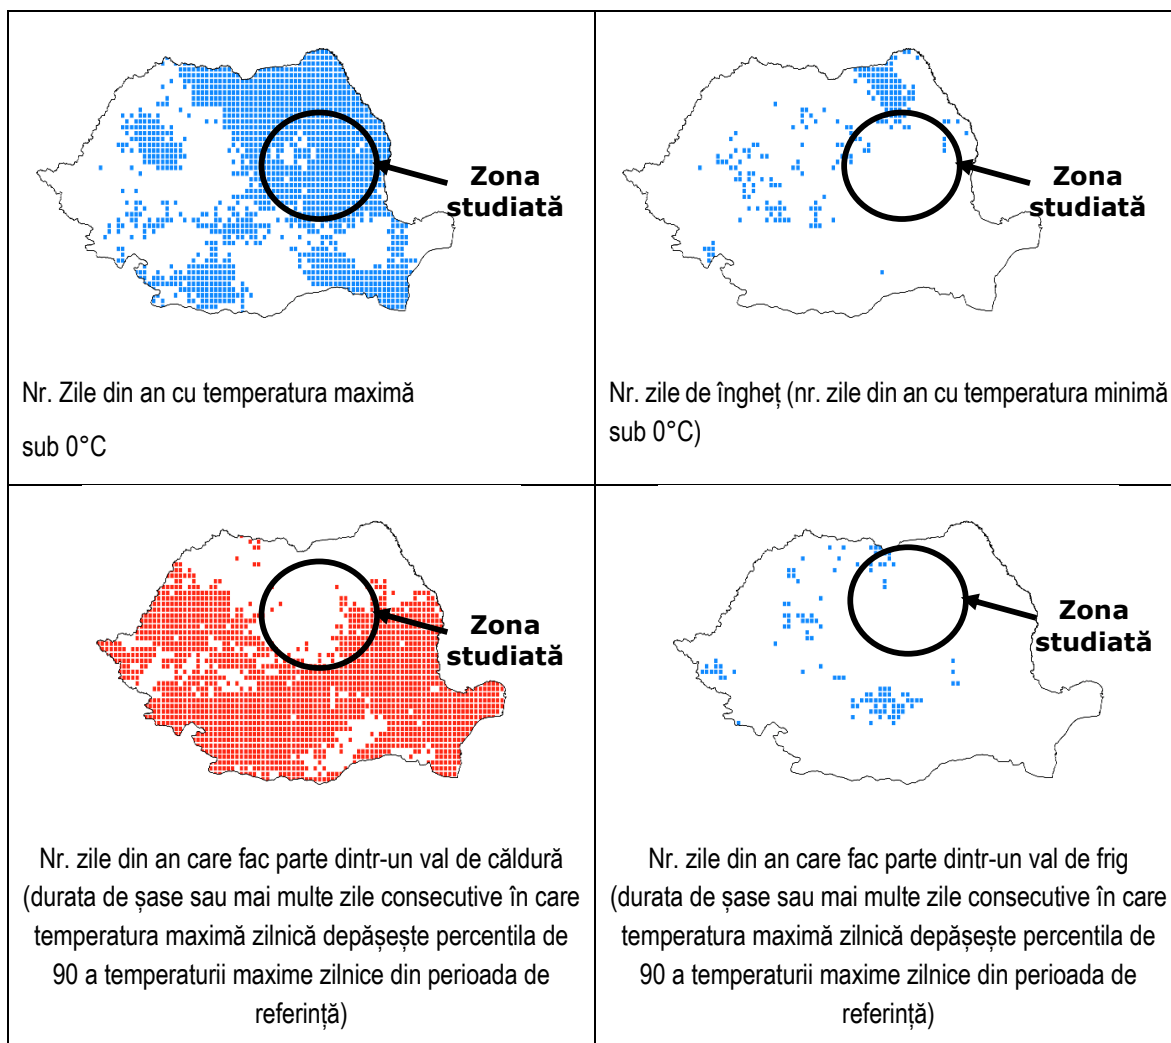 Zona
studiată
Nr. Zile din an cu temperatura maximă
sub 0°C
Zona
studiată
Nr. zile de îngheț (nr. zile din an cu temperatura minimă
sub 0°C)
Zona
studiată
Nr. zile din an care fac parte dintr-un val de căldură
(durata de șase sau mai multe zile consecutive în care
temperatura maximă zilnică depășește percentila de
90 a temperaturii maxime zilnice din perioada de
referință)
Zona
studiată
Nr. zile din an care fac parte dintr-un val de frig
(durata de șase sau mai multe zile consecutive în care
temperatura maximă zilnică depășește percentila de
90 a temperaturii maxime zilnice din perioada de
referință)